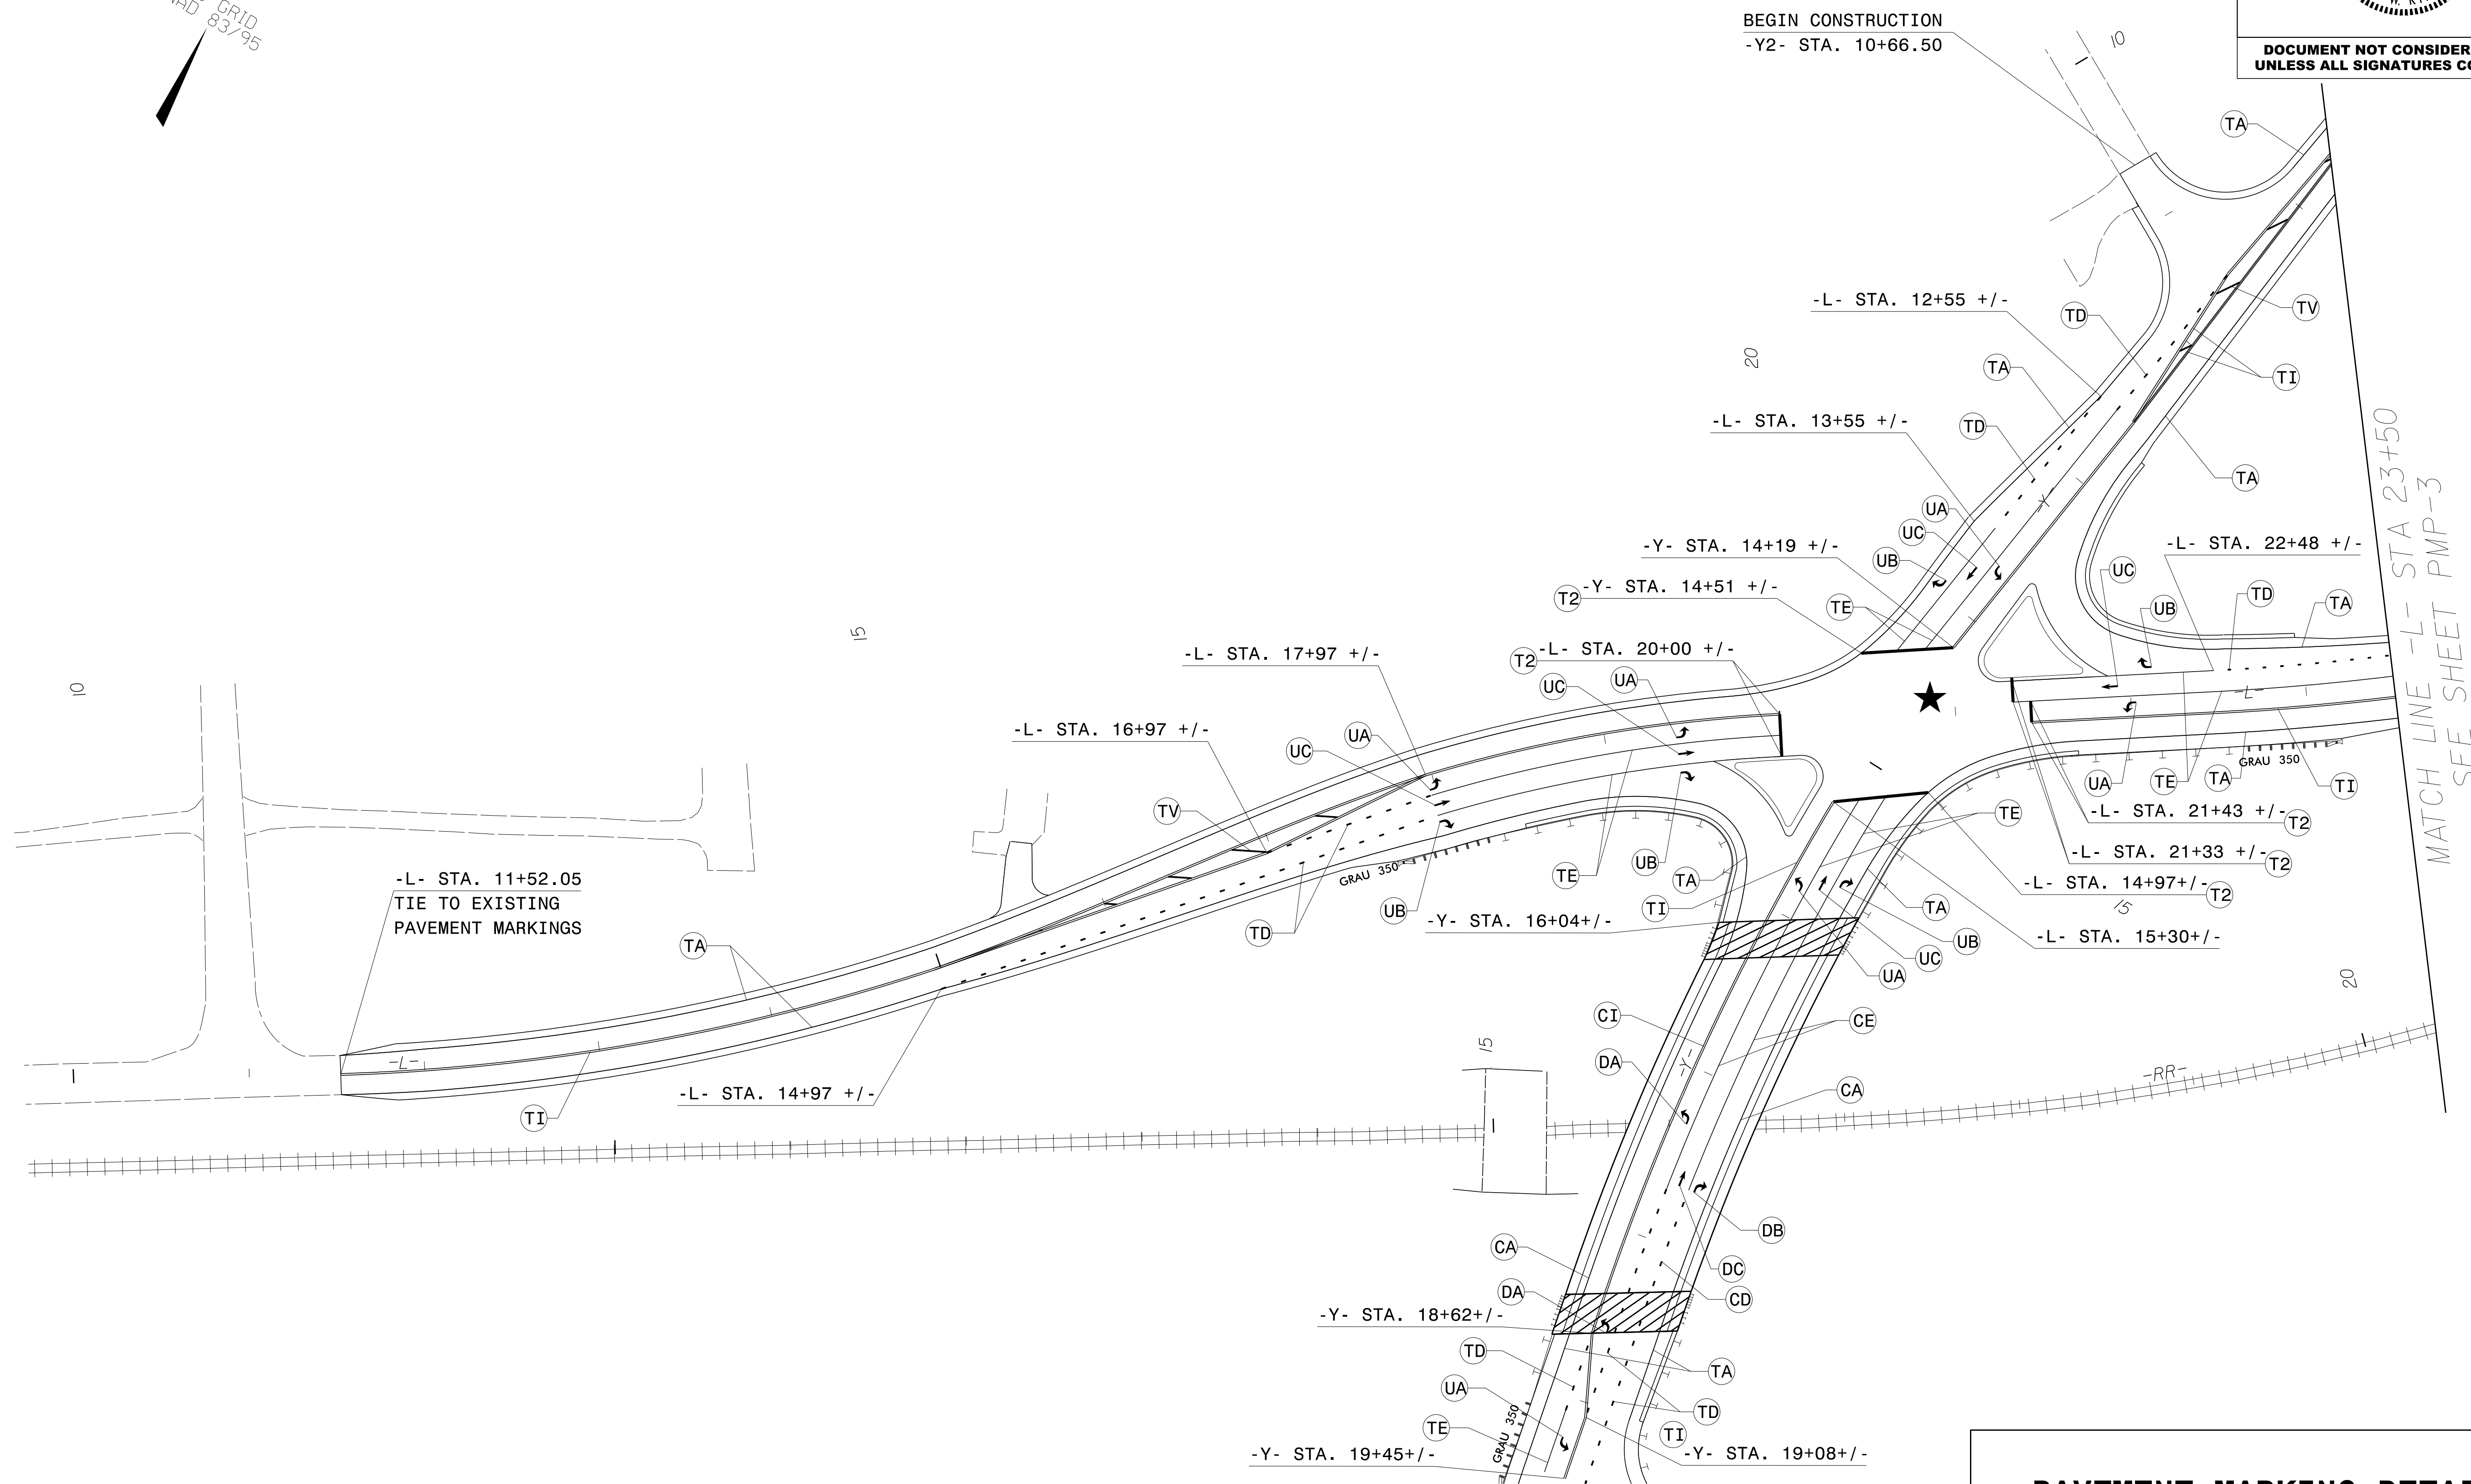 GRID
NAD 83/95
BEGIN CONSTRUCTION
-Y2- STA. 10+66.50
10
DOCUMENT NOT CONSIDER
UNLESS ALL SIGNATURES CO
TA
-L- STA. 12+55 +/-
TD
TV
20
TA
TI
-L- STA. 13+55 +/-
TD
TA
UA
UC
-Y- STA. 14+19 +/-
-L- STA. 22+48 +/-
UB
UC
T2 -Y- STA. 14+51 +/-
TE
UB
TD
TA
MATCH LINE -L- STA 23+50
SEE SHEET PMP-3
15
-L- STA. 17+97 +/-
T2 -L- STA. 20+00 +/-
UC
UA
10
-L-
-L- STA. 16+97 +/-
UA
UC
GRAU 350
UA
TE
TA
TI
TV
-L- STA. 21+43 +/- T2
TE
-L- STA. 21+33 +/- T2
GRAU 350
TE
UB
TA
-L- STA. 14+97+/- T2
-L- STA. 11+52.05
TIE TO EXISTING
PAVEMENT MARKINGS
UB
-Y- STA. 16+04+/-
TI
TA
15
TD
TA
UB
-L- STA. 15+30+/-
UC
UA
20
CI
CE
-L-
15
DA
-Y-
-RR-
-L- STA. 14+97 +/-
CA
TI
DB
CA
DC
DA
CD
-Y- STA. 18+62+/-
TD
TA
UA
TD
GRAU 350
TE
TI
-Y- STA. 19+45+/-
-Y- STA. 19+08+/-